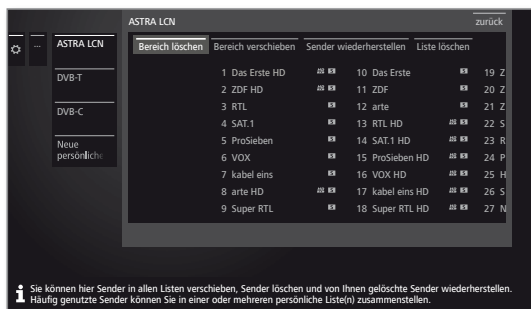 ASTRA LCN zurück
... ASTRA LCN
DVB-T
DVB-C
Neue
persönliche
Bereich löschen Bereich verschieben Sender wiederherstellen Liste löschen
1 Das Erste HD 10 Das Erste 19 Z
2 ZDF HD 11 ZDF 20 Z
3 RTL 12 arte 21 Z
4 SAT.1 13 RTL HD 22 S
5 ProSieben 14 SAT.1 HD 23 R
6 VOX 15 ProSieben HD 24 P
7 kabel eins 16 VOX HD 25 H
8 arte HD 17 kabel eins HD 26 S
9 Super RTL 18 Super RTL HD 27 N
Sie können hier Sender in allen Listen verschieben, Sender löschen und von Ihnen gelöschte Sender wiederherstellen.
Häufig genutzte Sender können Sie in einer oder mehreren persönliche Liste(n) zusammenstellen.